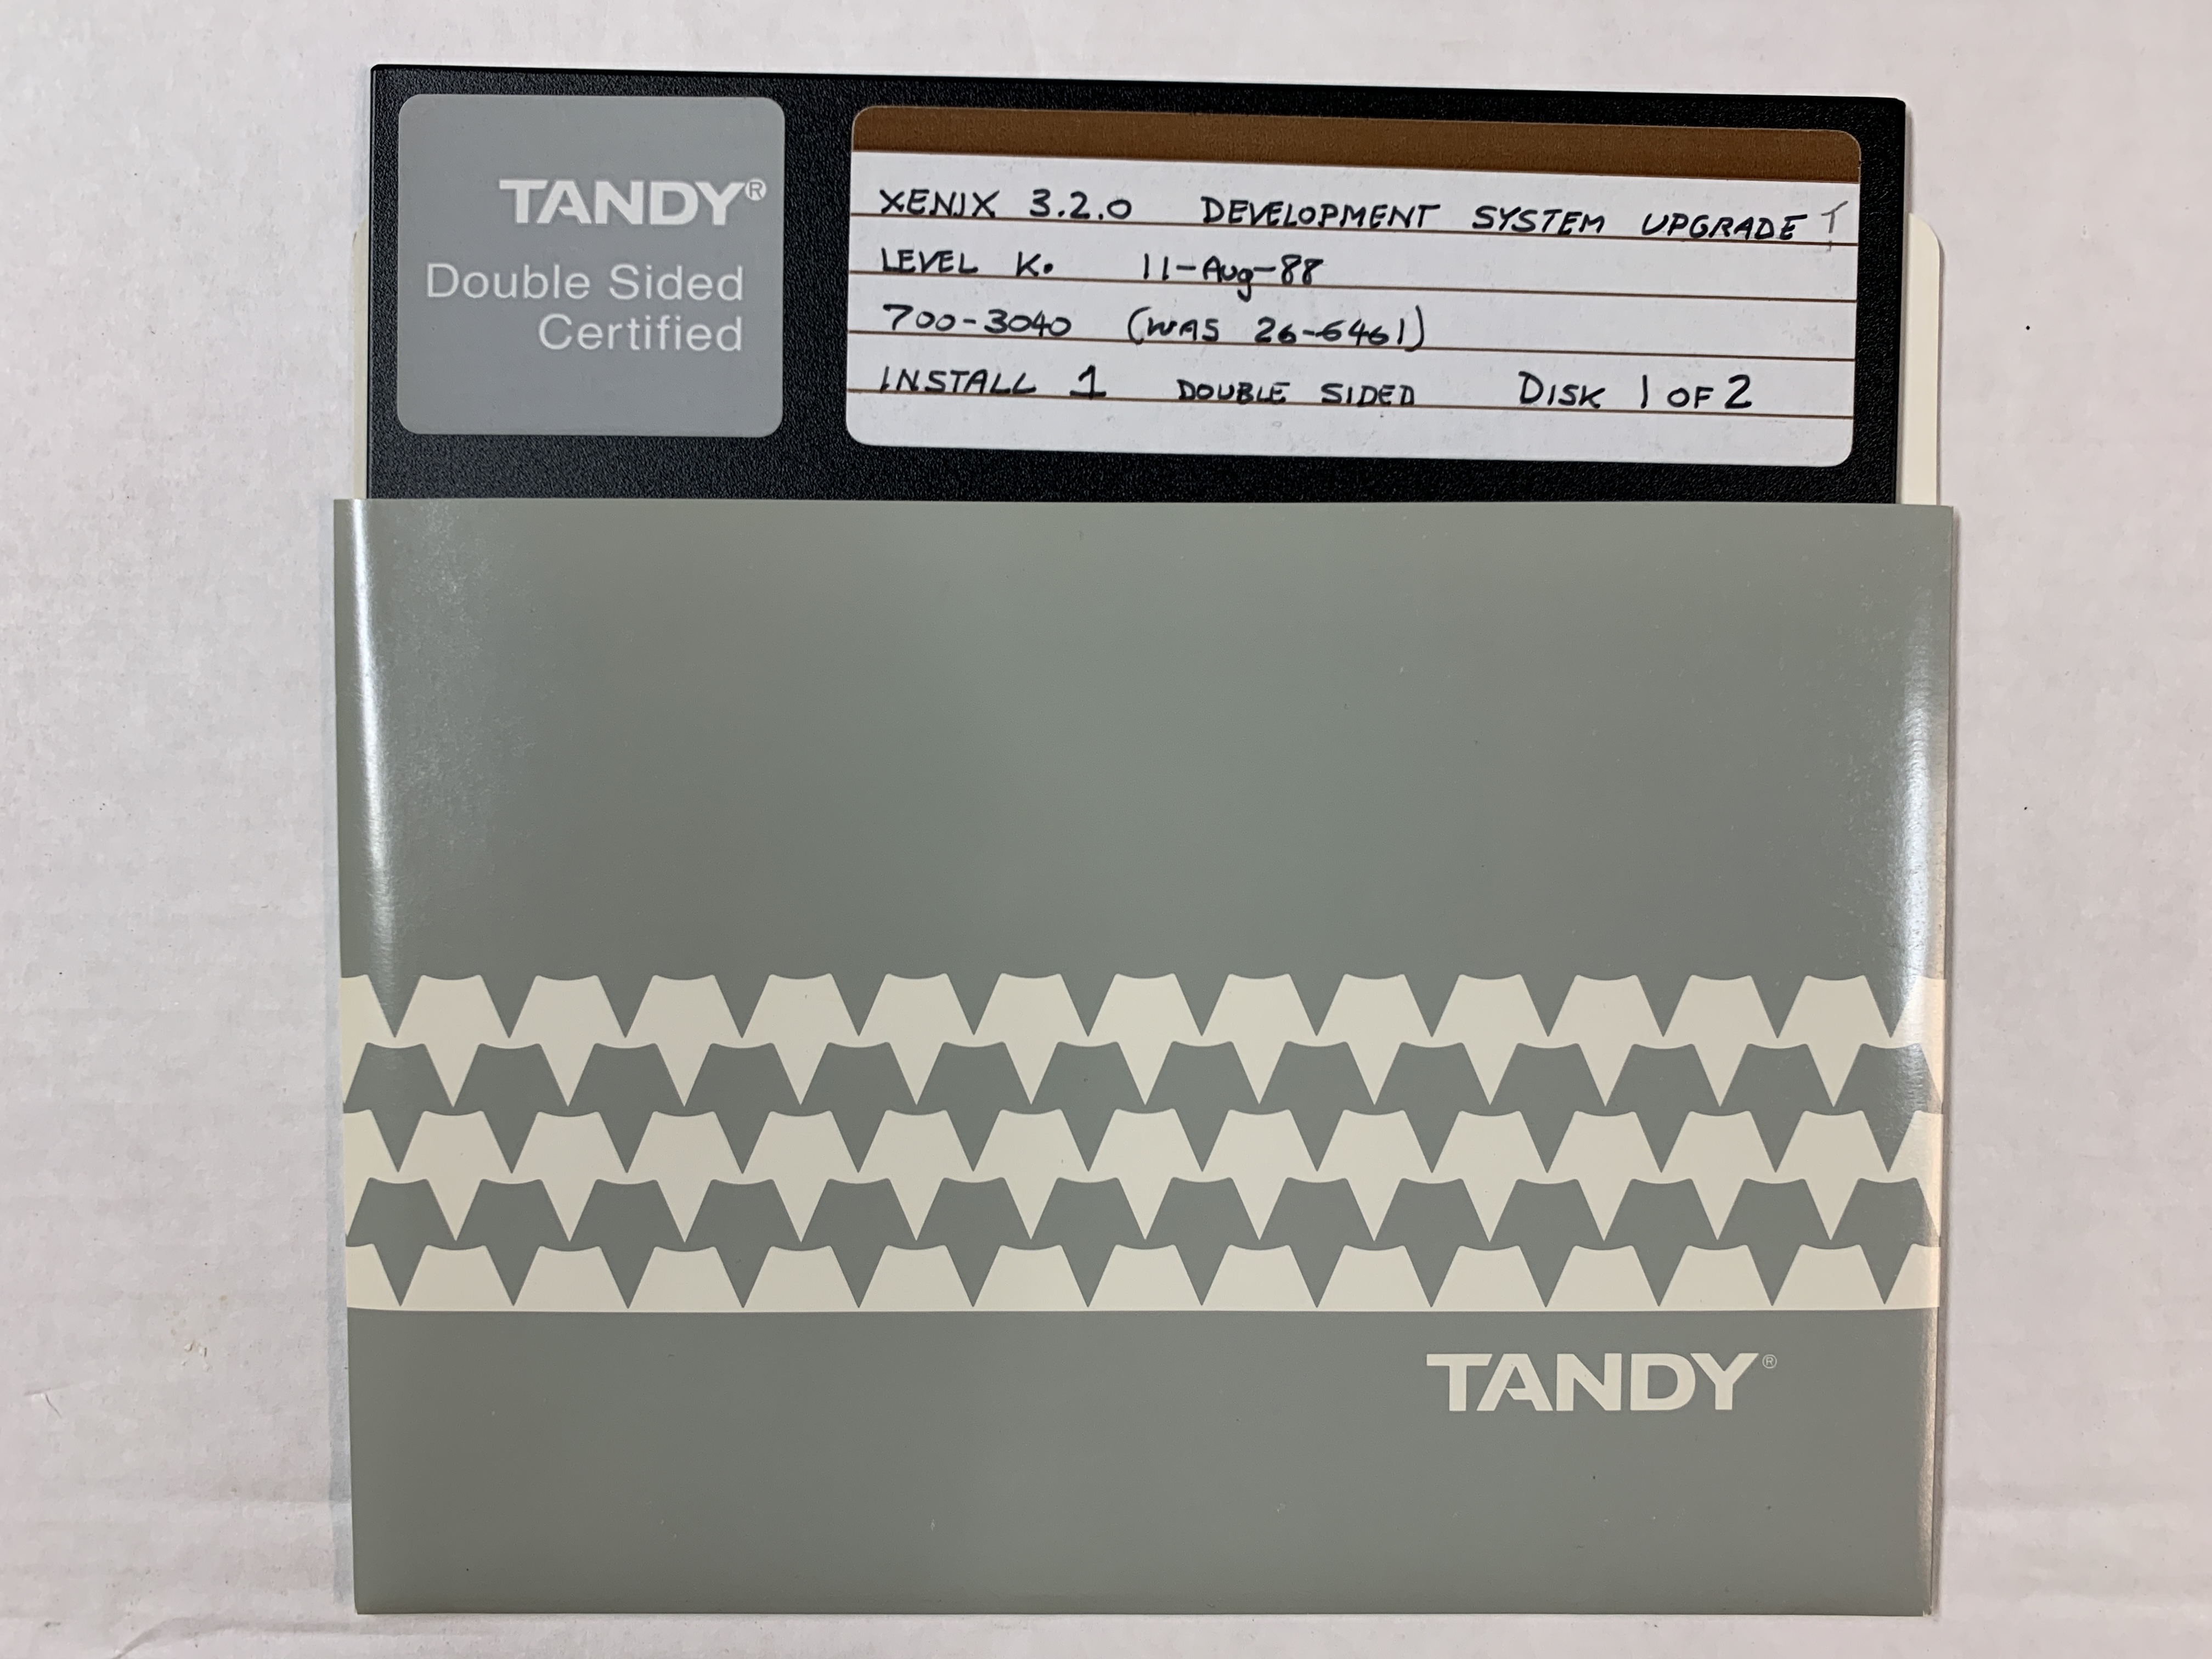 TANDY®
Double Sided
Certified
XENIX 3.2.0 DEVELOPMENT SYSTEM UPGRADE T
LEVEL K. 11-Aug-88
700-3040 (WAS 26-6461)
INSTALL 1 DOUBLE SIDED DISK 1 OF 2
TANDY®